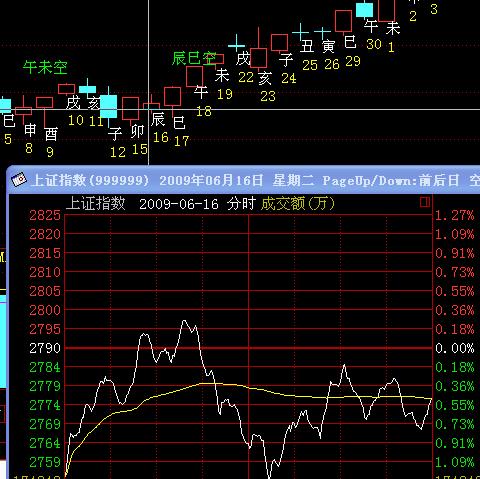 2 3
午 未
30 1
午未空
辰巳空
戌 22
亥 23
子 24
丑 25
寅 26
巳 29
未 19
午 18
巳 17
辰 16
卯 15
子 12
亥 11
戌 10
酉 9
申 8
巳 5
上证指数(999999) 2009年06月16日 星期二 PageUp/Down:前后日 空
上证指数 2009-06-16 分时 成交额(万)
2825 1.27%
2820 1.09%
2815 0.91%
2810 0.73%
2805 0.55%
2800 0.36%
2795 0.18%
2790 0.00%
2784 0.18%
2779 0.36%
2774 0.55%
2769 0.73%
2764 0.91%
2759 1.09%